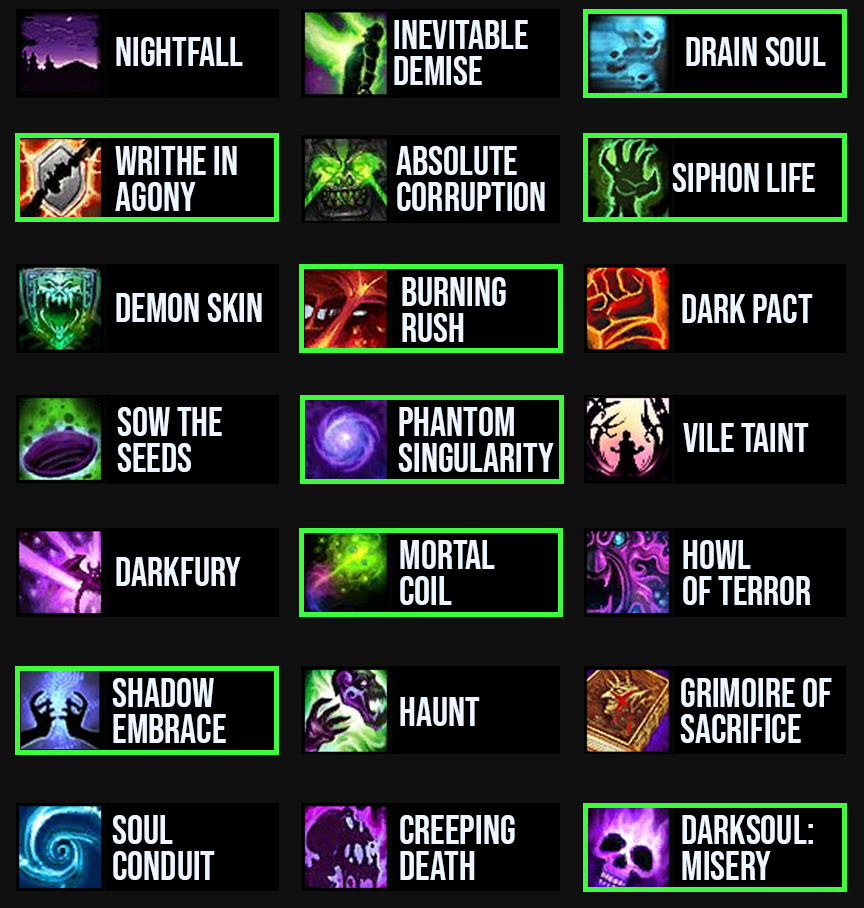 NIGHTFALL
INEVITABLE
DEMISE
DRAIN SOUL
WRITHE IN
AGONY
ABSOLUTE
CORRUPTION
SIPHON LIFE
DEMON SKIN
BURNING
RUSH
DARK PACT
SOW THE
SEEDS
PHANTOM
SINGULARITY
VILE TAINT
DARKFURY
MORTAL
COIL
HOWL
OF TERROR
SHADOW
EMBRACE
HAUNT
GRIMOIRE OF
SACRIFICE
SOUL
CONDUIT
CREEPING
DEATH
DARKSOUL:
MISERY